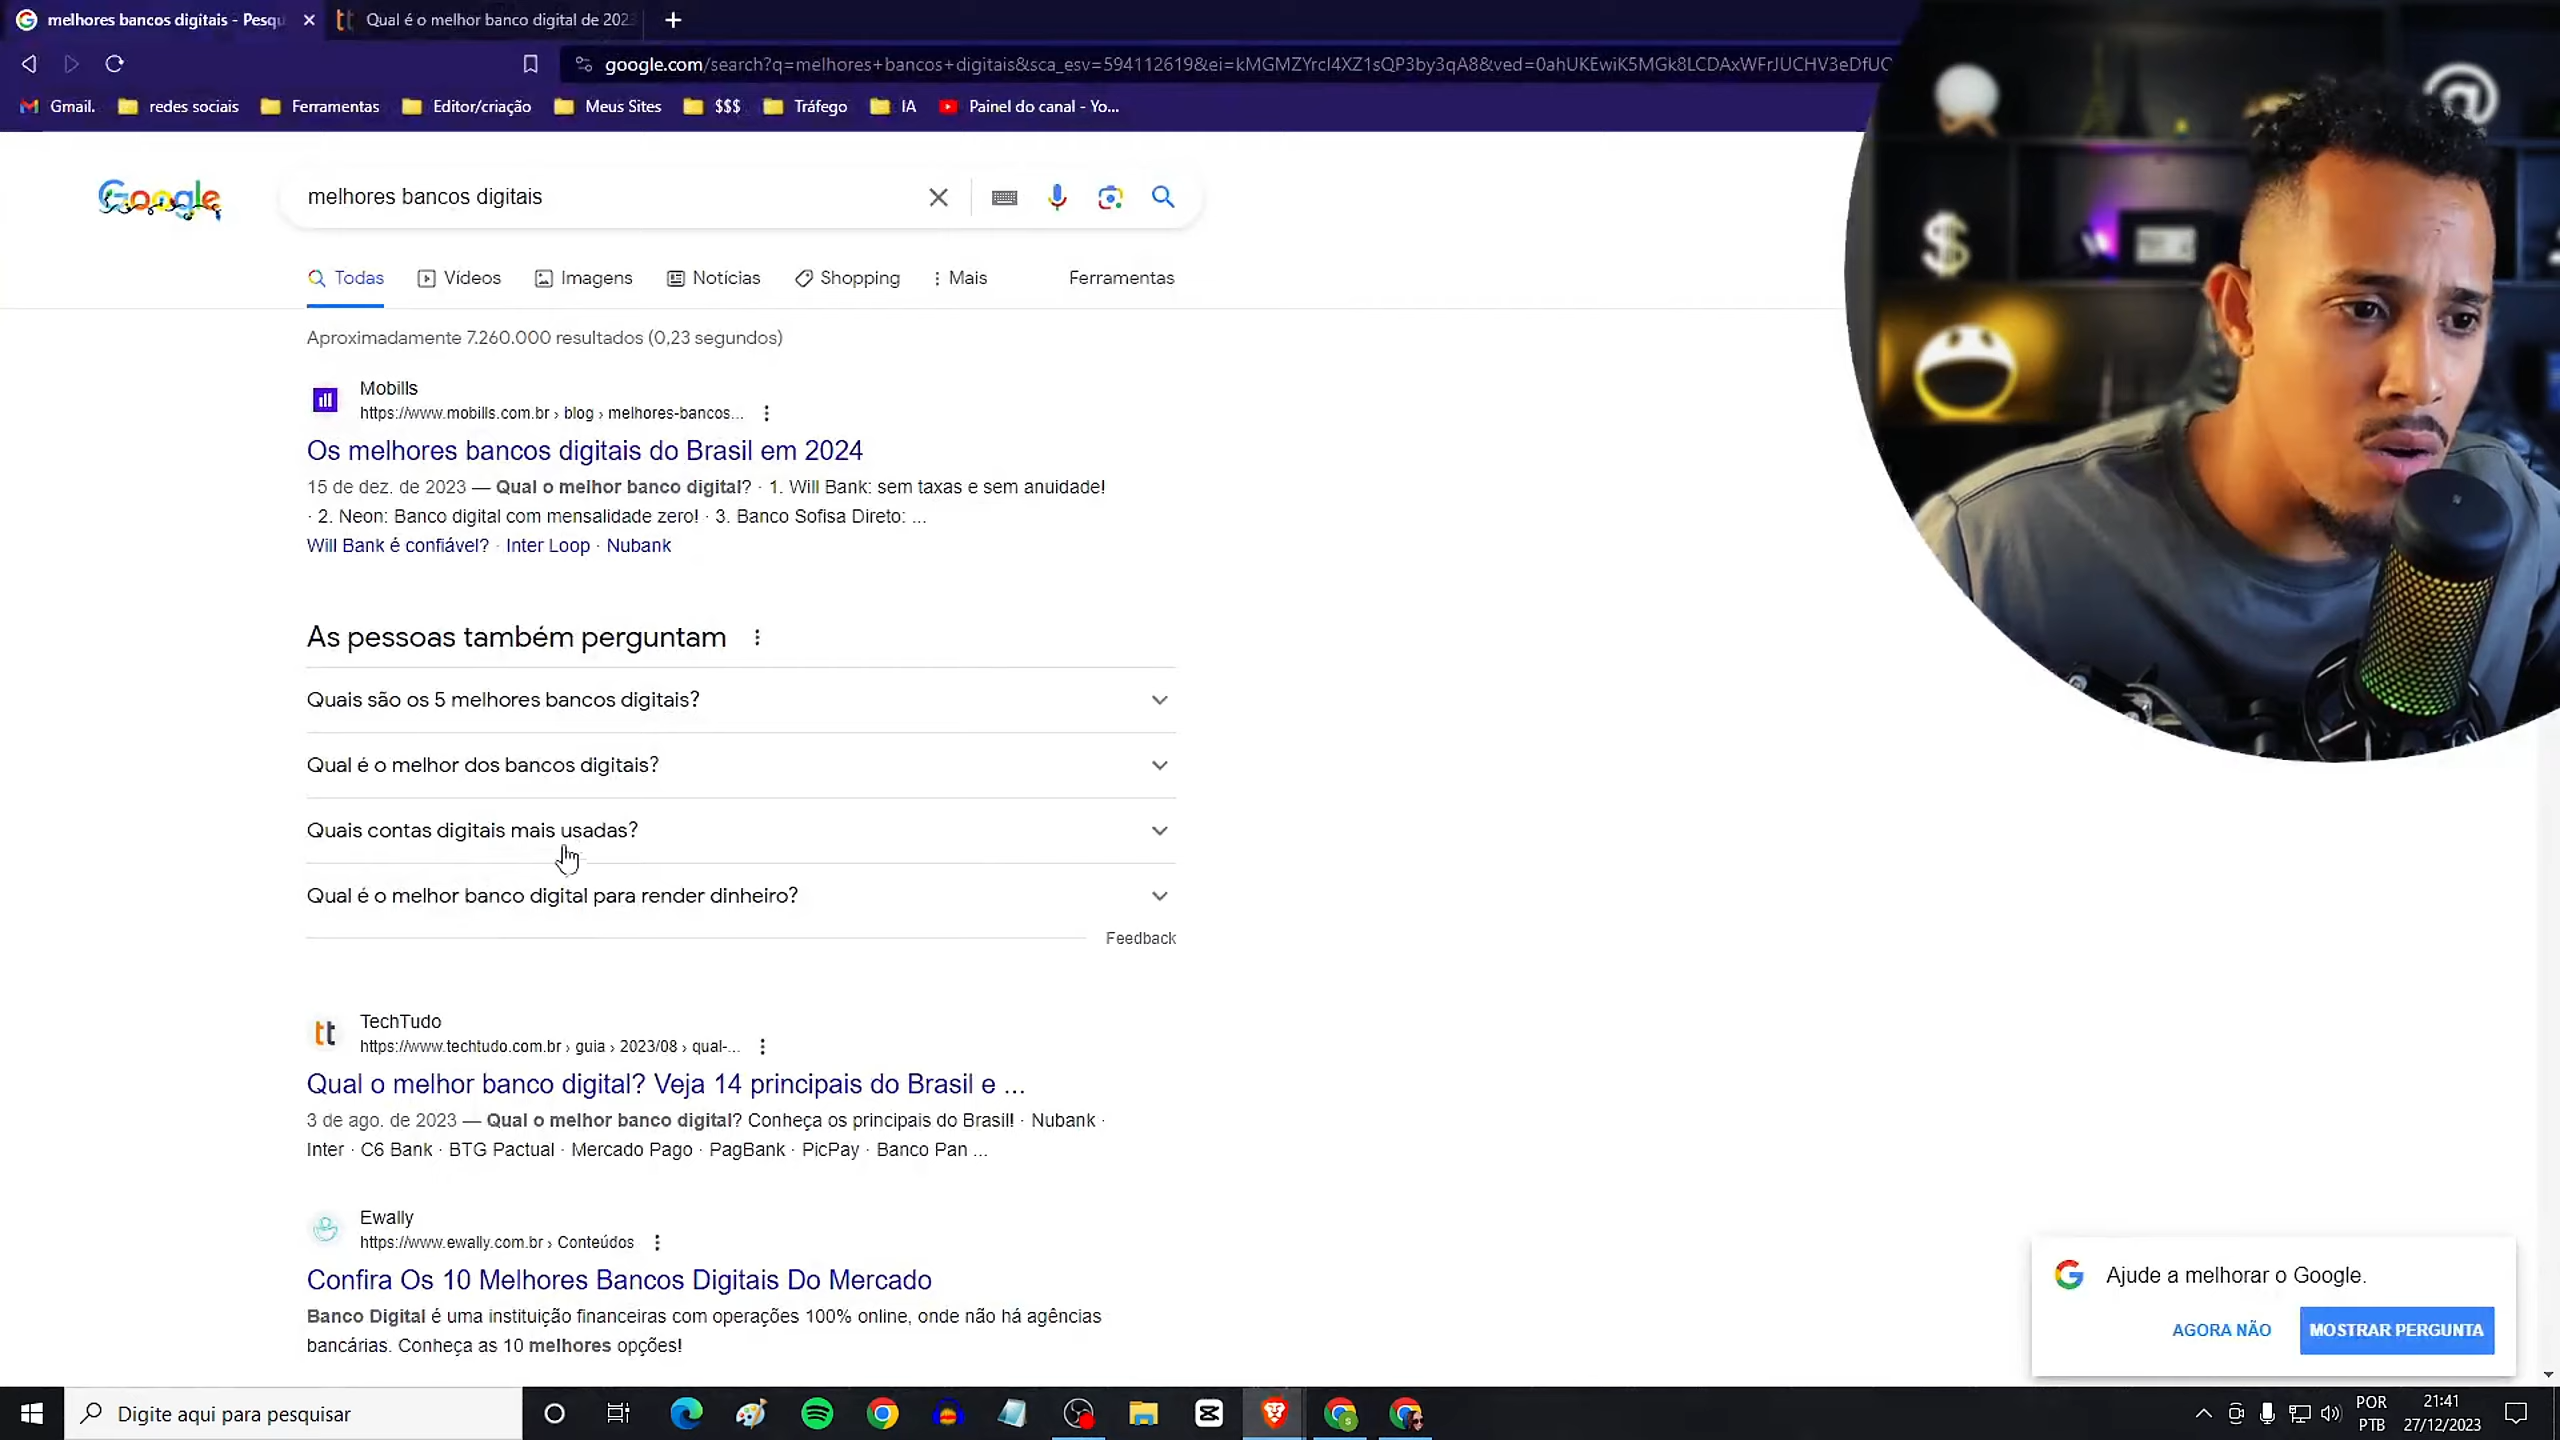 melhores bancos digitais - Pesqu
Qual é o melhor banco digital de 202
google.com/search?q=melhores+bancos+digitais&sca_esv=594112619&ei=kMGMZYrcI4XZ1sQP3by3qA8&ved=0ahUKEwiK5MGk8LCDAxWFrJUCHV3eDfUC
Gmail.
redes sociais
Ferramentas
Editor/criação
Meus Sites
$$$
Tráfego
IA
Painel do canal - Yo...
Google
melhores bancos digitais
Todas
Vídeos
Imagens
Notícias
Shopping
Mais
Ferramentas
Aproximadamente 7.260.000 resultados (0,23 segundos)
Mobills
https://www.mobills.com.br › blog › melhores-bancos...
Os melhores bancos digitais do Brasil em 2024
15 de dez. de 2023 — Qual o melhor banco digital? · 1. Will Bank: sem taxas e sem anuidade!
· 2. Neon: Banco digital com mensalidade zero! · 3. Banco Sofisa Direto: ...
Will Bank é confiável? · Inter Loop · Nubank
As pessoas também perguntam
Quais são os 5 melhores bancos digitais?
Qual é o melhor dos bancos digitais?
Quais contas digitais mais usadas?
Qual é o melhor banco digital para render dinheiro?
Feedback
tt
TechTudo
https://www.techtudo.com.br › guia › 2023/08 › qual-...
Qual o melhor banco digital? Veja 14 principais do Brasil e ...
3 de ago. de 2023 — Qual o melhor banco digital? Conheça os principais do Brasil! · Nubank ·
Inter · C6 Bank · BTG Pactual · Mercado Pago · PagBank · PicPay · Banco Pan ...
Ewally
https://www.ewally.com.br › Conteúdos
Confira Os 10 Melhores Bancos Digitais Do Mercado
Banco Digital é uma instituição financeiras com operações 100% online, onde não há agências
bancárias. Conheça as 10 melhores opções!
Ajude a melhorar o Google.
AGORA NÃO
MOSTRAR PERGUNTA
Digite aqui para pesquisar
POR
PTB
21:41
27/12/2023
$
@